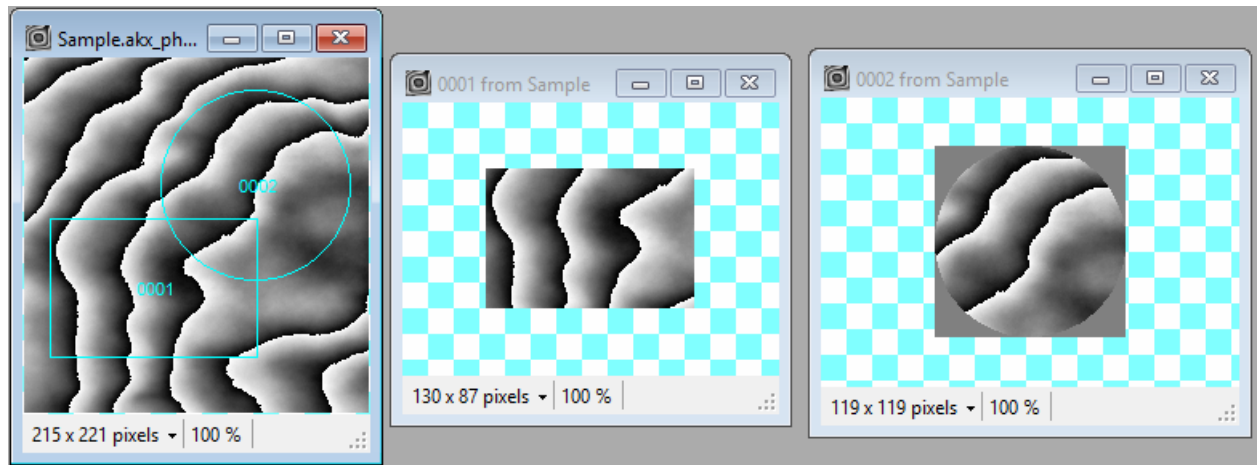 Sample.akx_ph...
0002
0001
215 x 221 pixels
100 %
0001 from Sample
130 x 87 pixels
100 %
0002 from Sample
119 x 119 pixels
100 %